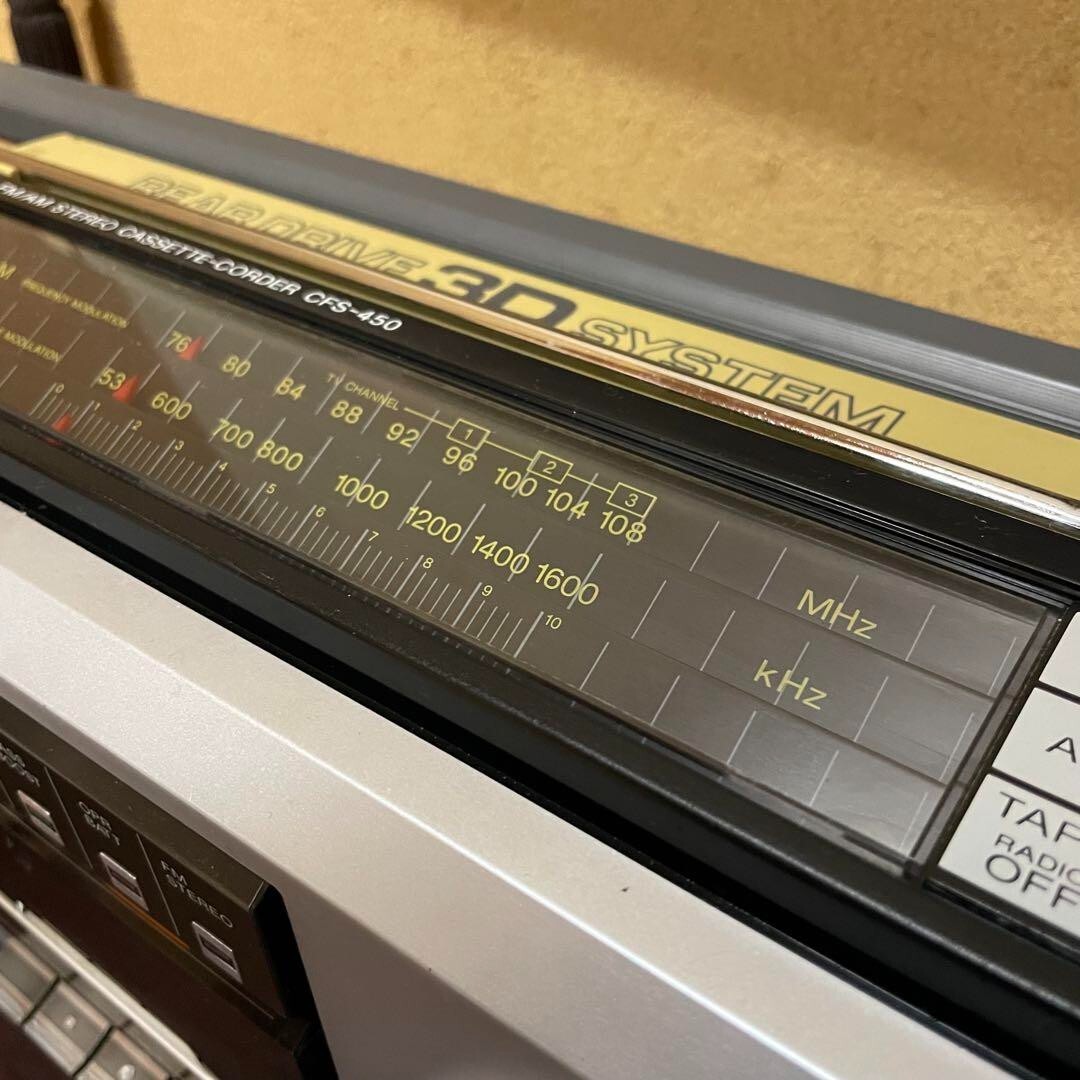 REAR DRIVE 3D SYSTEM
FM/AM STEREO CASSETTE-CORDER CFS-450
TV CHANNEL 1 2 3
M FREQUENCY MODULATION 76 80 84 88 92 96 100 104 108 MHz
MODULATION 53 600 700 800 1000 1200 1400 1600 kHz
0 1 2 3 4 5 6 7 8 9 10
A
TAP
RADIO
OFF
OPR
BATT
FM
STEREO